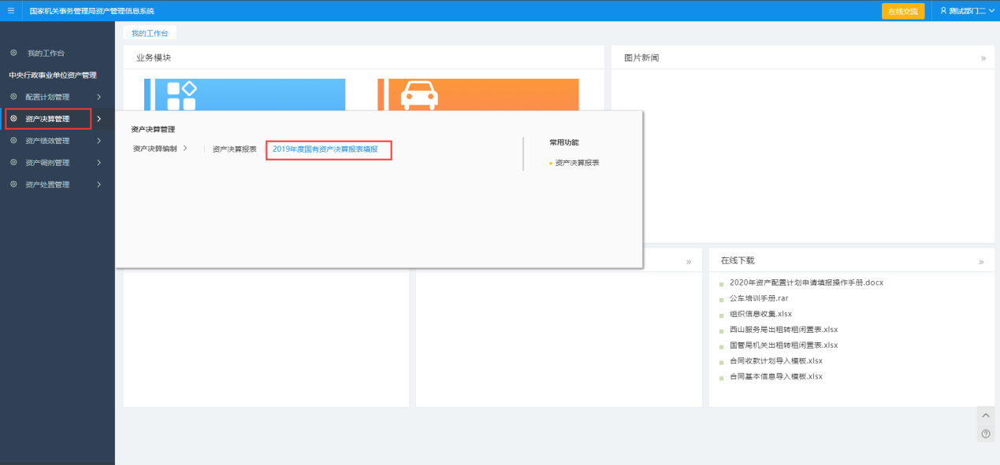 国家机关事务管理局资产管理信息系统
在线交流
测试部门二
我的工作台
中央行政事业单位资产管理
配置计划管理
资产决算管理
资产绩效管理
资产调剂管理
资产处置管理
我的工作台
业务模块
图片新闻
资产决算管理
资产决算编制
资产决算报表
2019年度国有资产决算报表填报
常用功能
资产决算报表
在线下载
2020年资产配置计划申请填报操作手册.docx
公车培训手册.rar
组织信息收集.xlsx
西山服务局出租转租闲置表.xlsx
国管局机关出租转租闲置表.xlsx
合同收款计划导入模板.xlsx
合同基本信息导入模板.xlsx